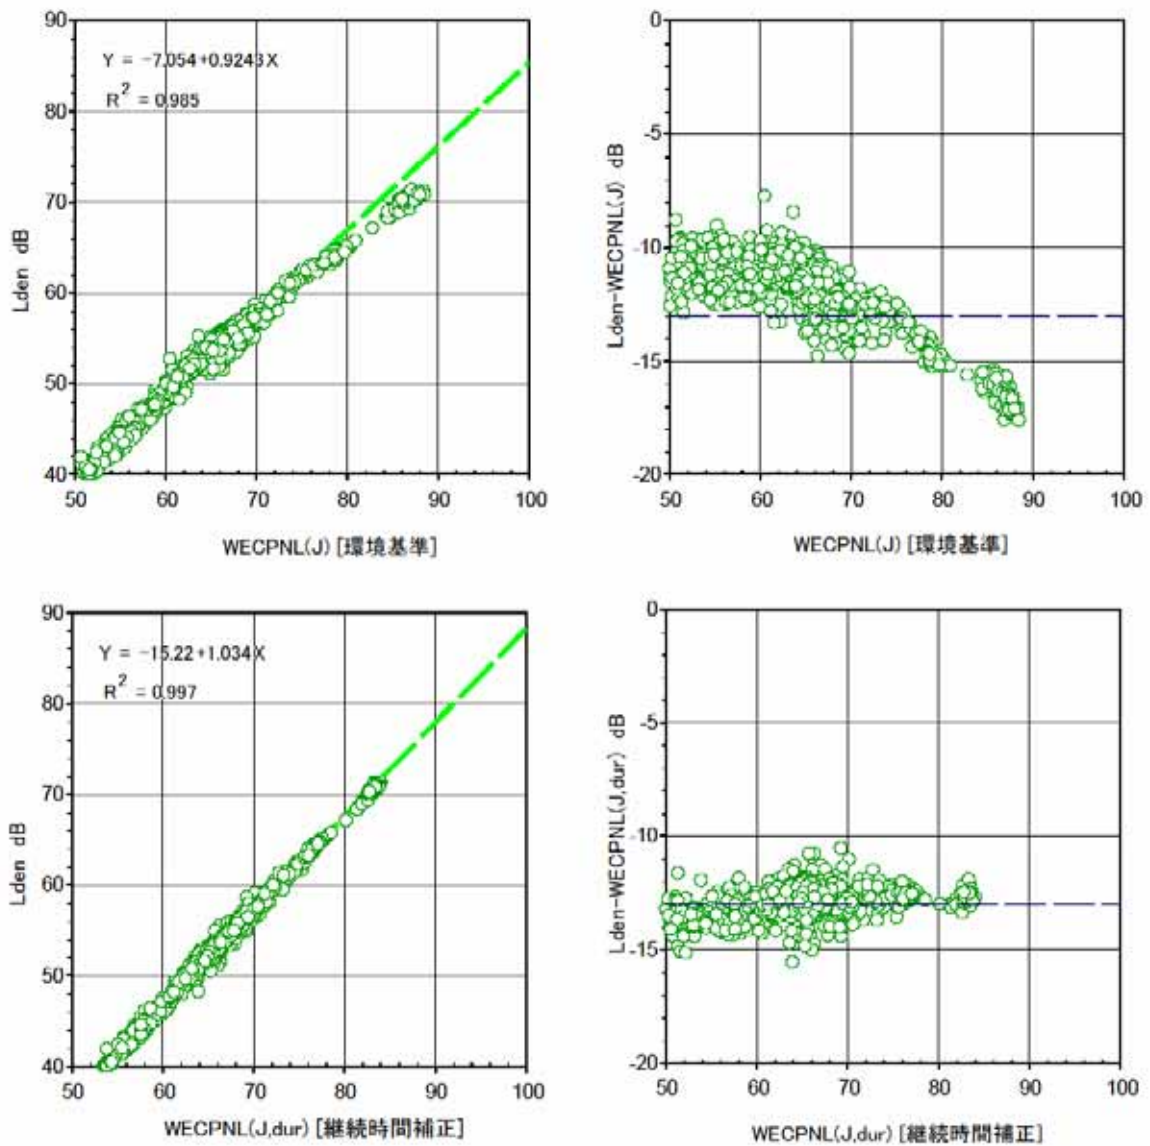 90
80
70
60
50
40
Lden dB
Y = -7.054+0.9243X
R2 = 0.985
50 60 70 80 90 100
WECPNL(J) [環境基準]
0
-5
-10
-15
-20
Lden-WECPNL(J) dB
50 60 70 80 90 100
WECPNL(J) [環境基準]
90
80
70
60
50
40
Lden dB
Y = -15.22+1.034X
R2 = 0.997
50 60 70 80 90 100
WECPNL(J,dur) [継続時間補正]
0
-5
-10
-15
-20
Lden-WECPNL(J,dur) dB
50 60 70 80 90 100
WECPNL(J,dur) [継続時間補正]